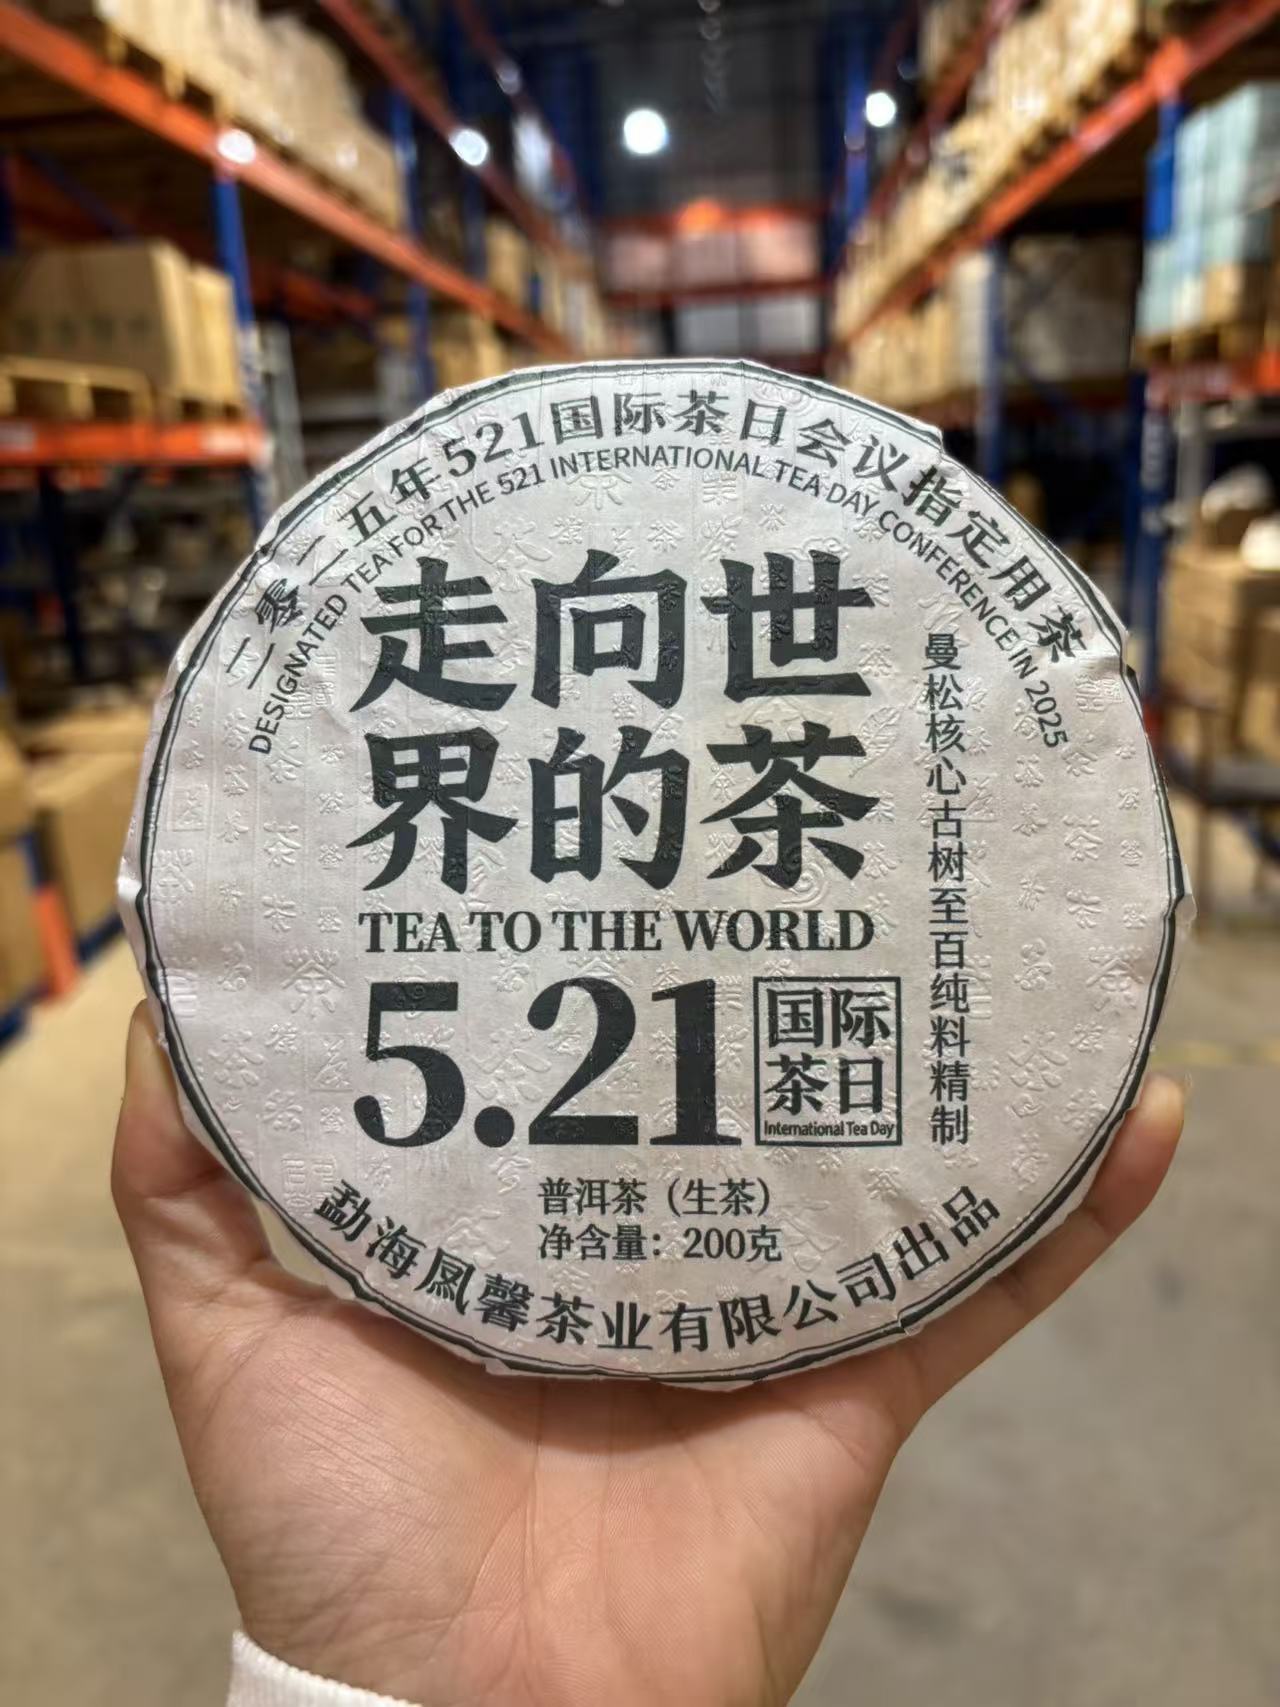 二零二五年521国际茶日会议指定用茶
DESIGNATED TEA FOR THE 521 INTERNATIONAL TEA DAY CONFERENCE IN 2025
走向世
界的茶
TEA TO THE WORLD
5.21
国际
茶日
International Tea Day
曼松核心古树至百纯料精制
普洱茶（生茶）
净含量：200克
勐海凤馨茶业有限公司出品